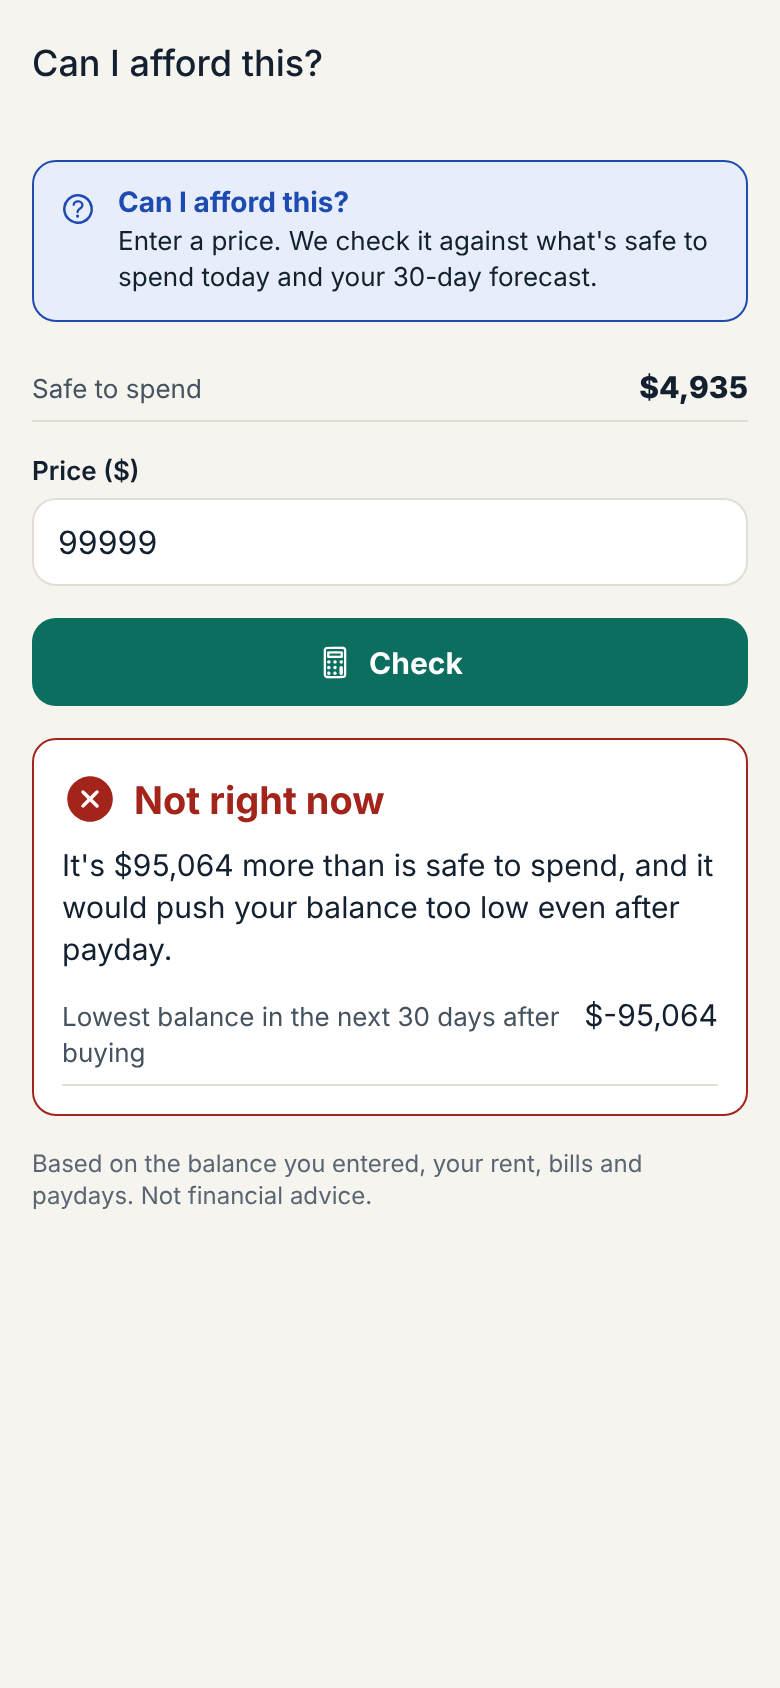 Can I afford this?
Can I afford this?
Enter a price. We check it against what's safe to
spend today and your 30-day forecast.
Safe to spend $4,935
Price ($)
99999
Check
Not right now
It's $95,064 more than is safe to spend, and it
would push your balance too low even after
payday.
Lowest balance in the next 30 days after $-95,064
buying
Based on the balance you entered, your rent, bills and
paydays. Not financial advice.